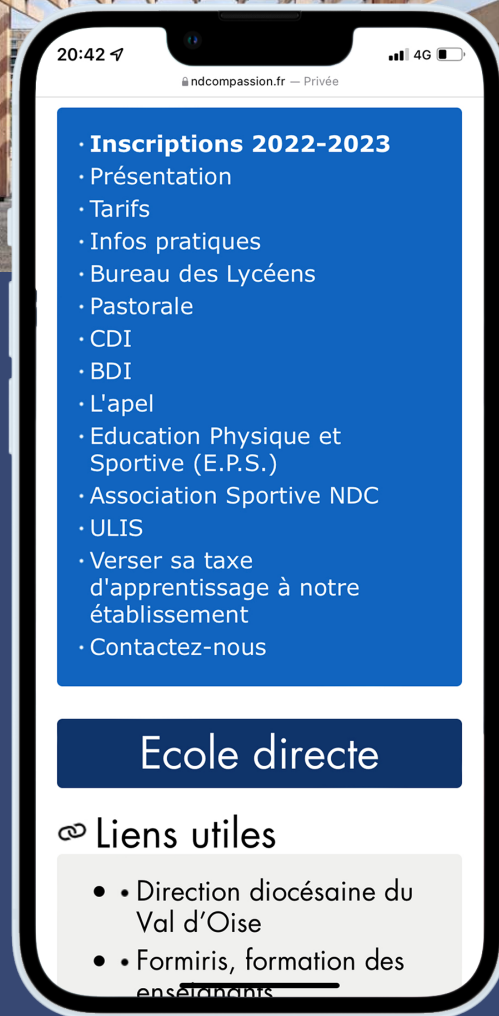 20:42
4G
ndcompassion.fr — Privée
· Inscriptions 2022-2023
· Présentation
· Tarifs
· Infos pratiques
· Bureau des Lycéens
· Pastorale
· CDI
· BDI
· L'apel
· Education Physique et
Sportive (E.P.S.)
· Association Sportive NDC
· ULIS
· Verser sa taxe
d'apprentissage à notre
établissement
· Contactez-nous
Ecole directe
Liens utiles
• • Direction diocésaine du
Val d’Oise
• • Formiris, formation des
enseignants